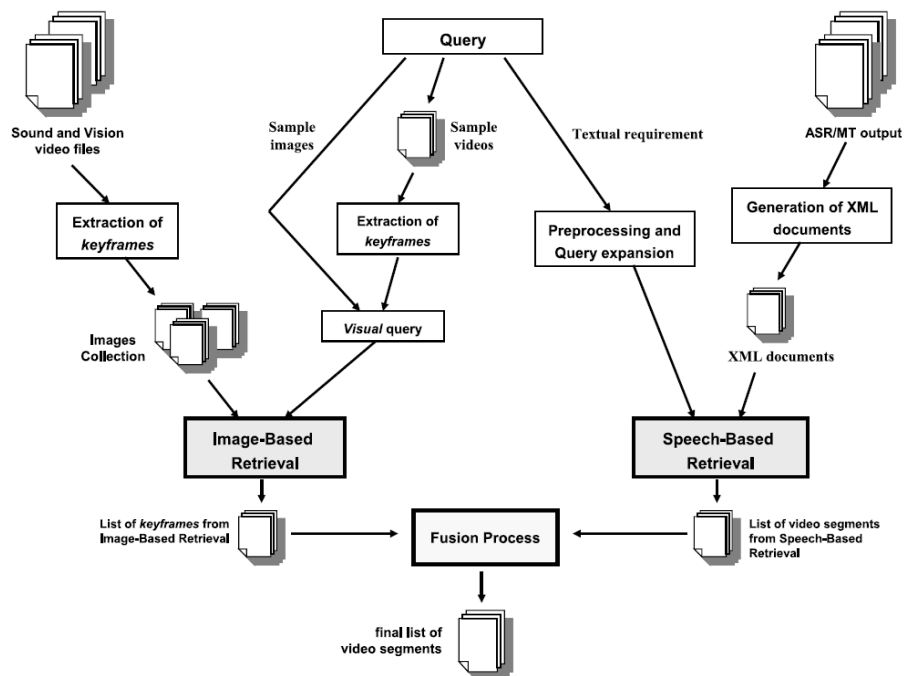 Query
Sound and Vision
video files
Sample
images
Sample
videos
Textual requirement
ASR/MT output
Extraction of
keyframes
Extraction of
keyframes
Preprocessing and
Query expansion
Generation of XML
documents
Images
Collection
Visual query
XML documents
Image-Based
Retrieval
Speech-Based
Retrieval
List of keyframes from
Image-Based Retrieval
Fusion Process
List of video segments
from Speech-Based
Retrieval
final list of
video segments